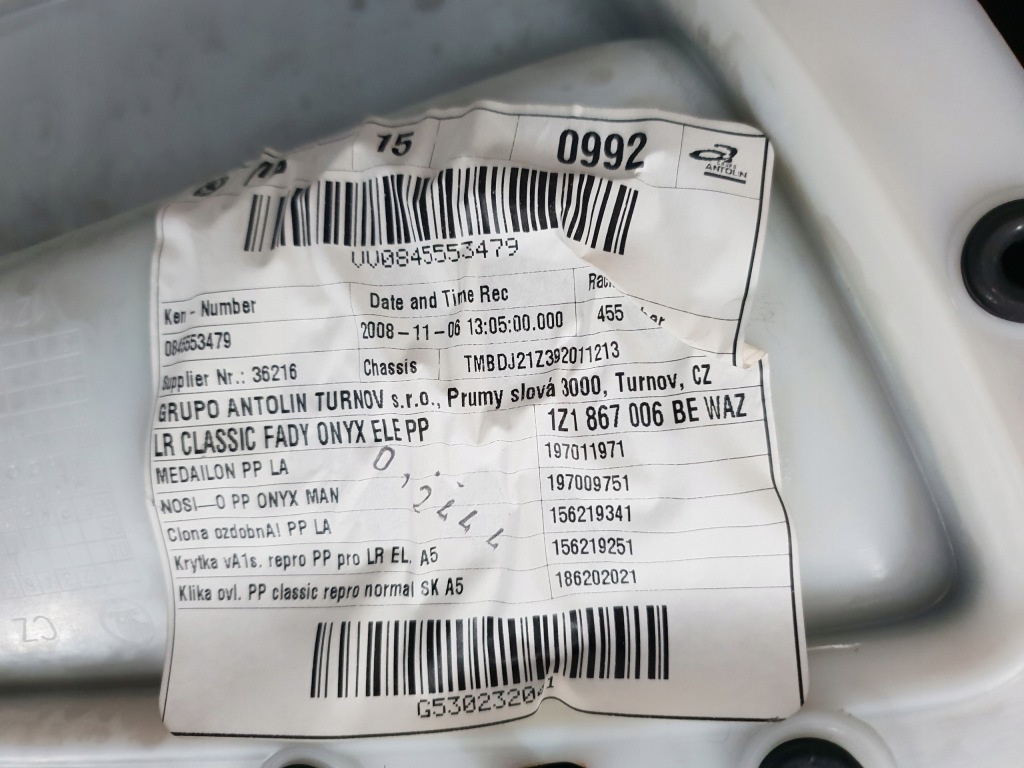 75 0992
ANTOLIN
VV0845553479
Ken - Number Date and Time Rec
084553479 2008-11-06 13:05:00.000 455
Supplier Nr.: 36216 Chassis TMBDJ21Z392011213
GRUPO ANTOLIN TURNOV s.r.o., Prumy slová 3000, Turnov, CZ
LR CLASSIC FADY ONYX ELE PP 1Z1 867 006 BE WAZ
MEDAILON PP LA 197011971
NOSI—O PP ONYX MAN 197009751
Clona ozdobnA! PP LA 156219341
Krytka vA1s. repro PP pro LR EL. A5 156219251
Klika ovl. PP classic repro normal SK A5 186202021
CZ